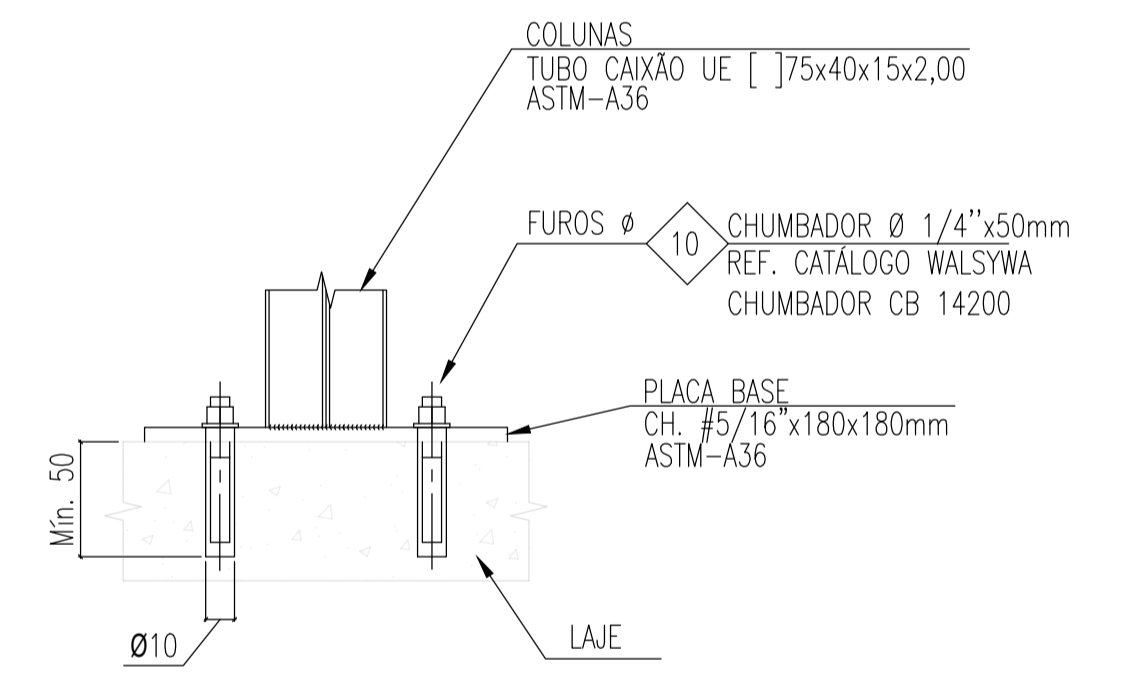 COLUNAS
TUBO CAIXÃO UE [ ]75x40x15x2,00
ASTM-A36
FUROS ø
10
CHUMBADOR Ø 1/4''x50mm
REF. CATÁLOGO WALSYWA
CHUMBADOR CB 14200
PLACA BASE
CH. #5/16"x180x180mm
ASTM-A36
Mín. 50
Ø10
LAJE